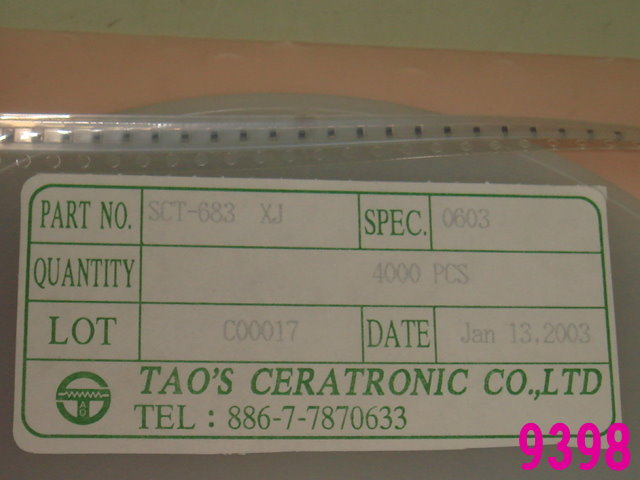 PART NO. SCT-683 XJ SPEC. 0603
QUANTITY 4000 PCS
LOT C00017 DATE Jan 13,2003
TAO
TAO'S CERATRONIC CO.,LTD
TEL : 886-7-7870633
9398